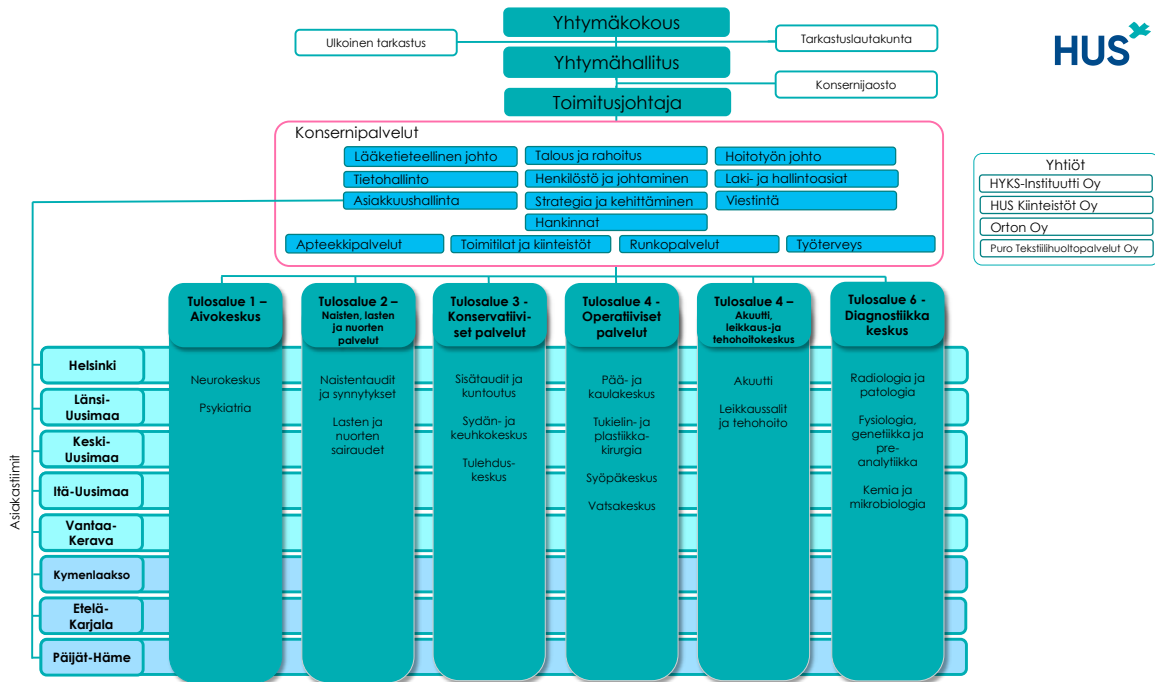 Yhtymäkokous
Ulkoinen tarkastus
Tarkastuslautakunta
HUS
Yhtymähallitus
Konsernijaosto
Toimitusjohtaja
Konsernipalvelut
Lääketieteellinen johto
Talous ja rahoitus
Hoitotyön johto
Tietohallinto
Henkilöstö ja johtaminen
Laki- ja hallintoasiat
Asiakkuushallinta
Strategia ja kehittäminen
Viestintä
Hankinnat
Apteekkipalvelut
Toimitilat ja kiinteistöt
Runkopalvelut
Työterveys
Yhtiöt
HYKS-Instituutti Oy
HUS Kiinteistöt Oy
Orton Oy
Puro Tekstiilihuoltopalvelut Oy
Tulosalue 1 –
Aivokeskus
Tulosalue 2 –
Naisten, lasten
ja nuorten
palvelut
Tulosalue 3 -
Konservatiivi-
set palvelut
Tulosalue 4 -
Operatiiviset
palvelut
Tulosalue 4 –
Akuutti,
leikkaus-ja
tehohoitokeskus
Tulosalue 6 -
Diagnostiikka
keskus
Neurokeskus
Psykiatria
Naistentaudit
ja synnytykset
Lasten ja
nuorten
sairaudet
Sisätaudit ja
kuntoutus
Sydän- ja
keuhkokeskus
Tulehdus-
keskus
Pää- ja
kaulakeskus
Tukielin- ja
plastiikka-
kirurgia
Syöpäkeskus
Vatsakeskus
Akuutti
Leikkaussalit
ja tehohoito
Radiologia ja
patologia
Fysiologia,
genetiikka ja
pre-
analytiikka
Kemia ja
mikrobiologia
Asiakastiimit
Helsinki
Länsi-
Uusimaa
Keski-
Uusimaa
Itä-Uusimaa
Vantaa-
Kerava
Kymenlaakso
Etelä-
Karjala
Päijät-Häme